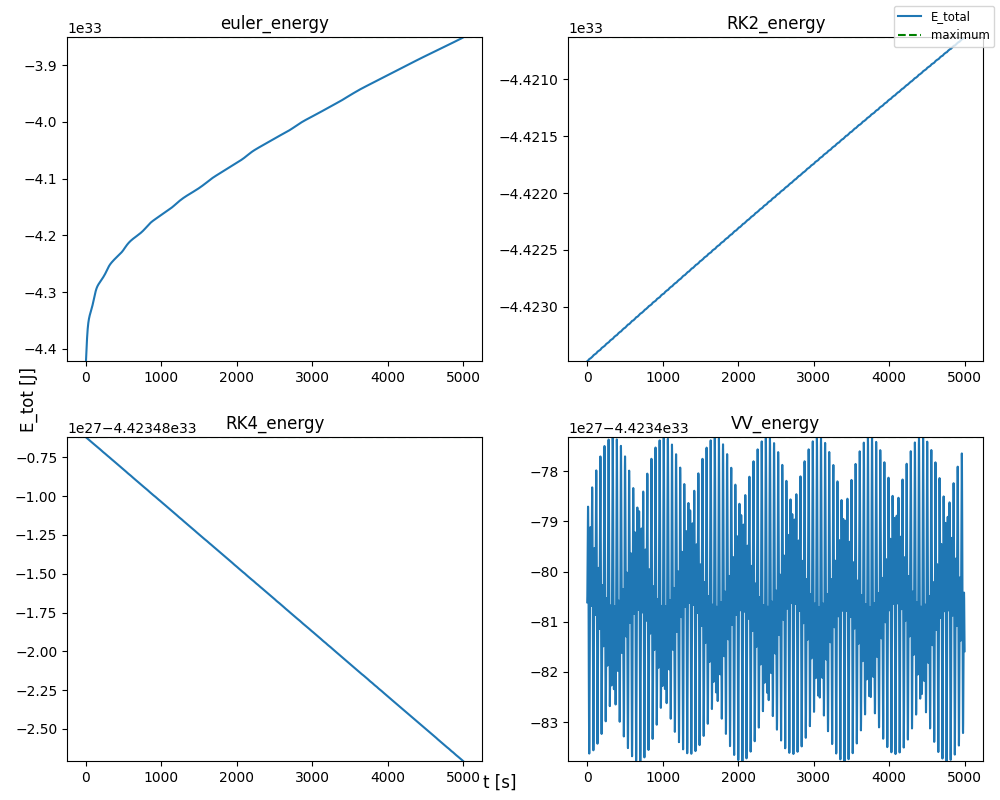 euler_energy
1e33
−3.9
−4.0
−4.1
−4.2
−4.3
−4.4
0 1000 2000 3000 4000 5000
RK2_energy
1e33
E_total
maximum
−4.4210
−4.4215
−4.4220
−4.4225
−4.4230
0 1000 2000 3000 4000 5000
E_tot [J]
RK4_energy
1e27−4.42348e33
−0.75
−1.00
−1.25
−1.50
−1.75
−2.00
−2.25
−2.50
0 1000 2000 3000 4000 5000
VV_energy
1e27−4.4234e33
−78
−79
−80
−81
−82
−83
0 1000 2000 3000 4000 5000
t [s]